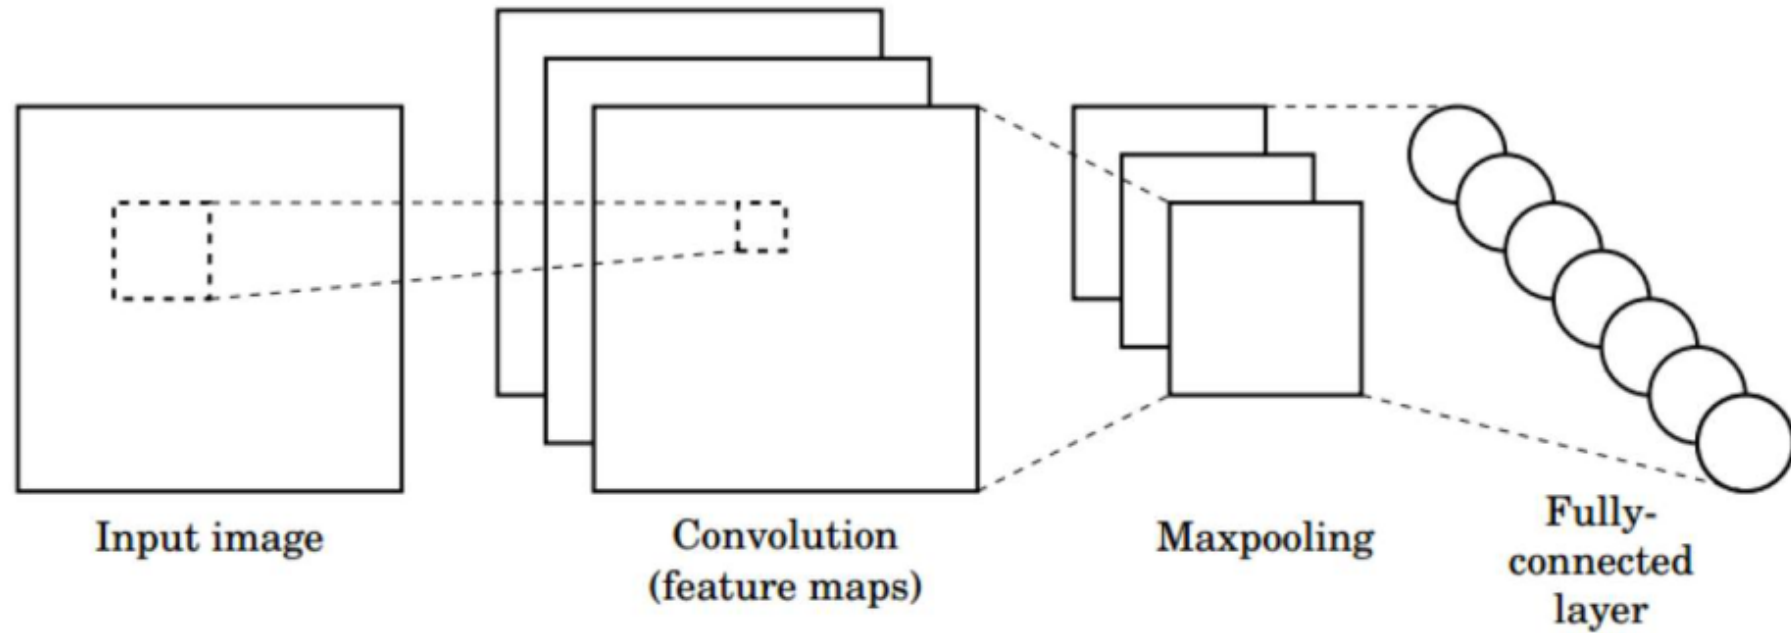 Input image
Convolution
(feature maps)
Maxpooling
Fully-
connected
layer